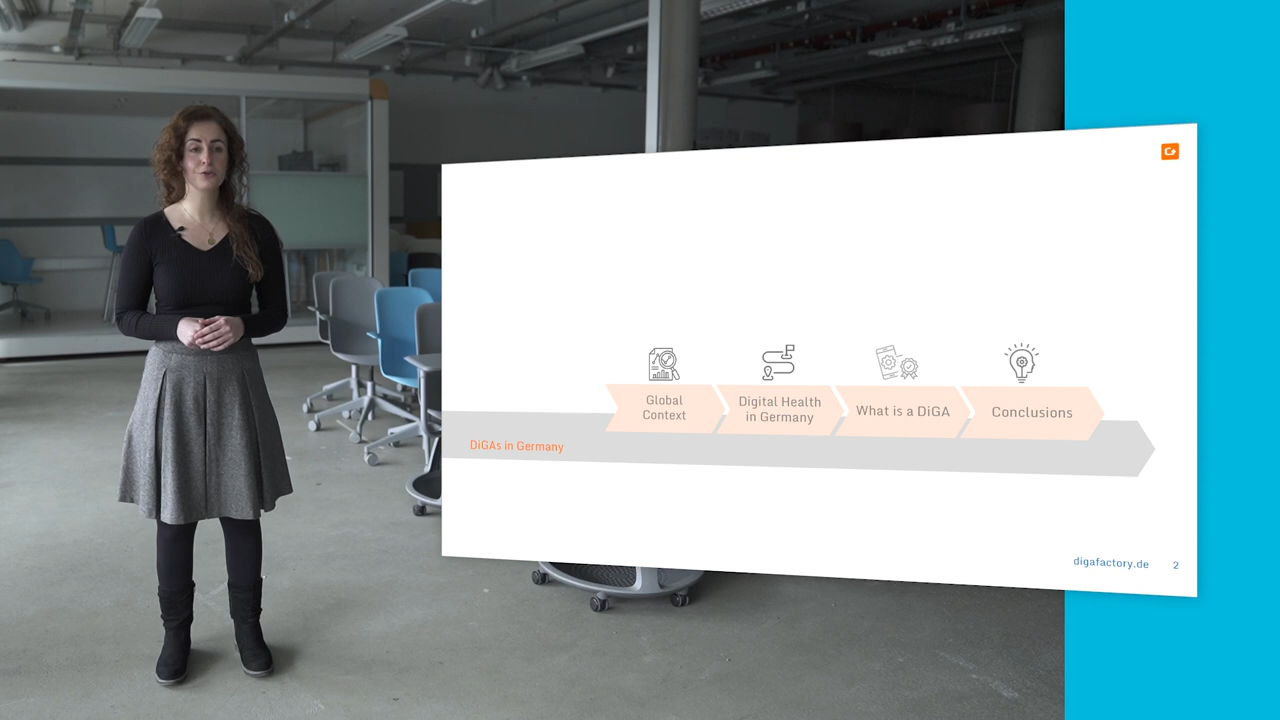 Global
Context
Digital Health
in Germany
What is a DiGA
Conclusions
DiGAs in Germany
digafactory.de
2